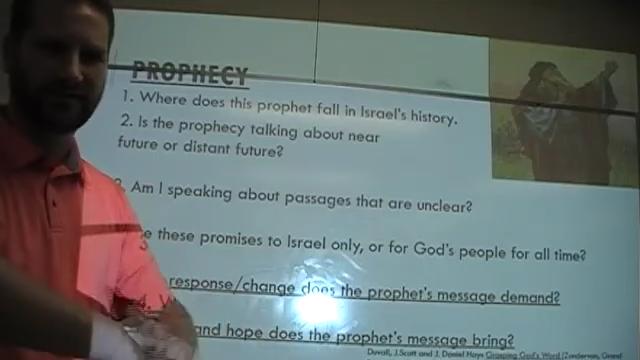 PROPHECY
1. Where does this prophet fall in Israel's history.
2. Is the prophecy talking about near
future or distant future?
Am I speaking about passages that are unclear?
these promises to Israel only, or for God's people for all time?
response/change does the prophet's message demand?
and hope does the prophet's message bring?
Duvall, J.Scott and J. Daniel Hays Grasping God's Word (Zondervan, Grand